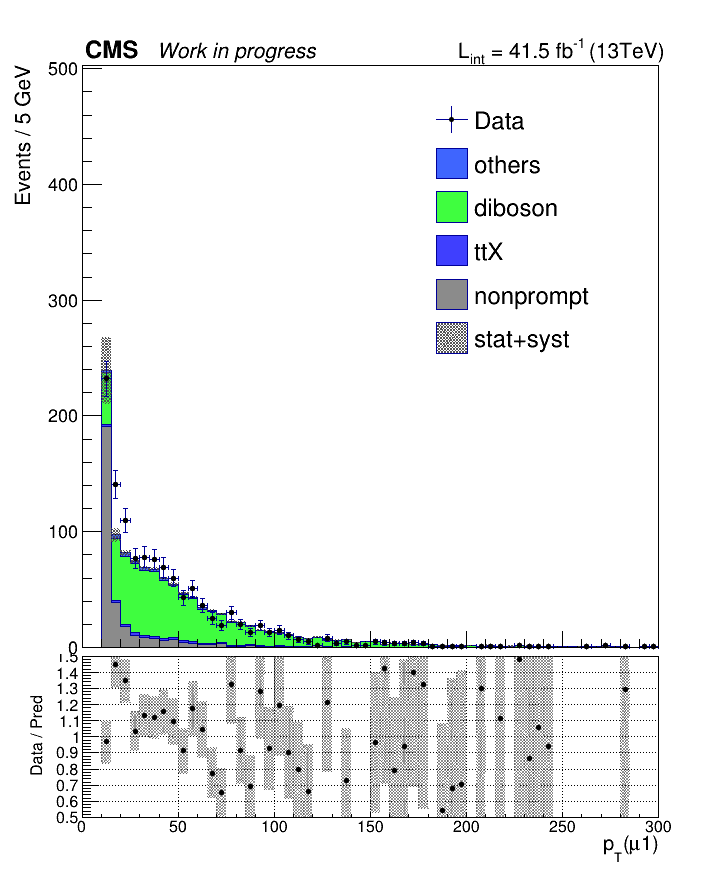 CMS Work in progress L_int = 41.5 fb^-1 (13TeV)
Events / 5 GeV
500
400
300
200
100
0
Data
others
diboson
ttX
nonprompt
stat+syst
Data / Pred
1.5
1.4
1.3
1.2
1.1
1
0.9
0.8
0.7
0.6
0.5
0 50 100 150 200 250 300
p_T(μ1)